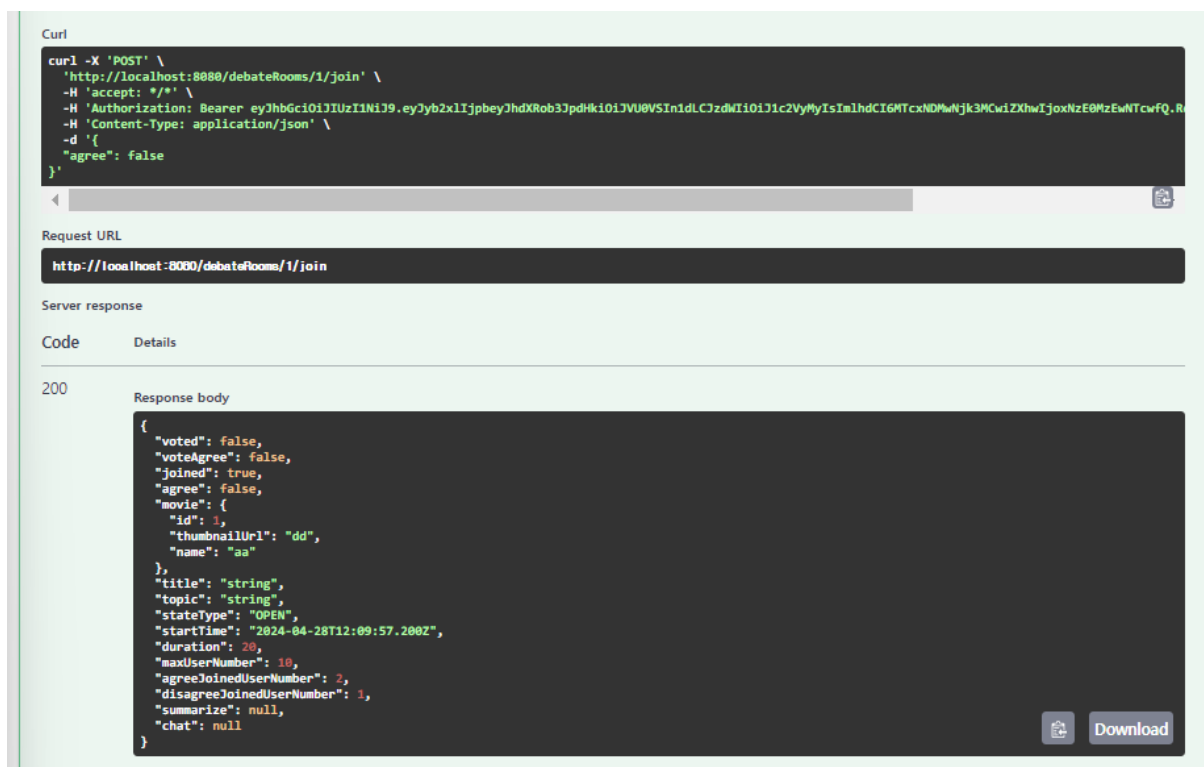 Curl
curl -X 'POST' \
'http://localhost:8080/debateRooms/1/join' \
-H 'accept: */*' \
-H 'Authorization: Bearer eyJhbGciOiJIUzI1NiJ9.eyJyb2xlIjpbeyJhdXRob3JpdHkiOiJVU0VSIn1dLCJzdWIiOiJ1c2VyMyIsImlhdCI6MTcxNDMwNjk3MCwiZXhwIjoxNzE0MzEwNTcwfQ.R
-H 'Content-Type: application/json' \
-d '{
"agree": false
}'
Request URL
http://localhost:8080/debateRooms/1/join
Server response
Code Details
200
Response body
{
"voted": false,
"voteAgree": false,
"joined": true,
"agree": false,
"movie": {
"id": 1,
"thumbnailUrl": "dd",
"name": "aa"
},
"title": "string",
"topic": "string",
"stateType": "OPEN",
"startTime": "2024-04-28T12:09:57.200Z",
"duration": 20,
"maxUserNumber": 10,
"agreeJoinedUserNumber": 2,
"disagreeJoinedUserNumber": 1,
"summarize": null,
"chat": null
}
Download